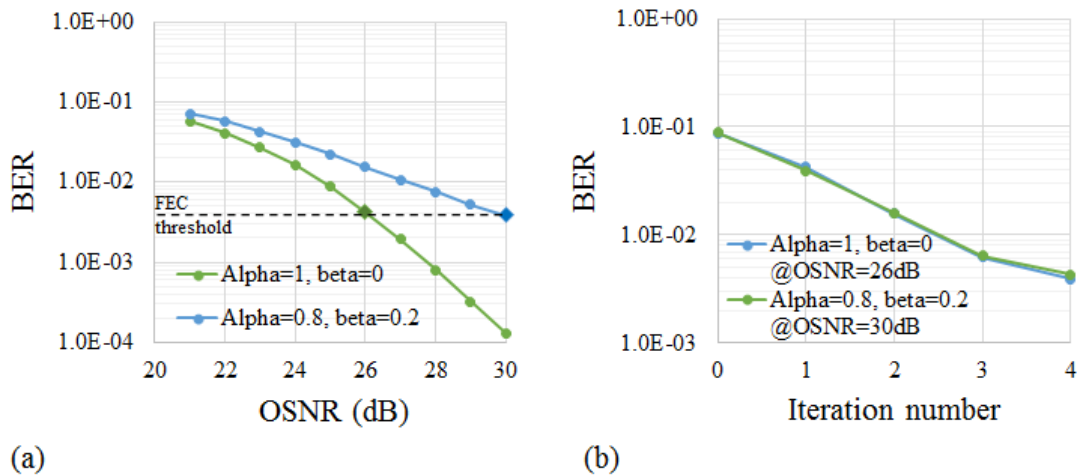 1.0E+00
1.0E-01
1.0E-02
1.0E-03
1.0E-04
BER
FEC
threshold
Alpha=1, beta=0
Alpha=0.8, beta=0.2
20 22 24 26 28 30
OSNR (dB)
(a)
1.0E+00
1.0E-01
1.0E-02
1.0E-03
BER
Alpha=1, beta=0
@OSNR=26dB
Alpha=0.8, beta=0.2
@OSNR=30dB
0 1 2 3 4
Iteration number
(b)